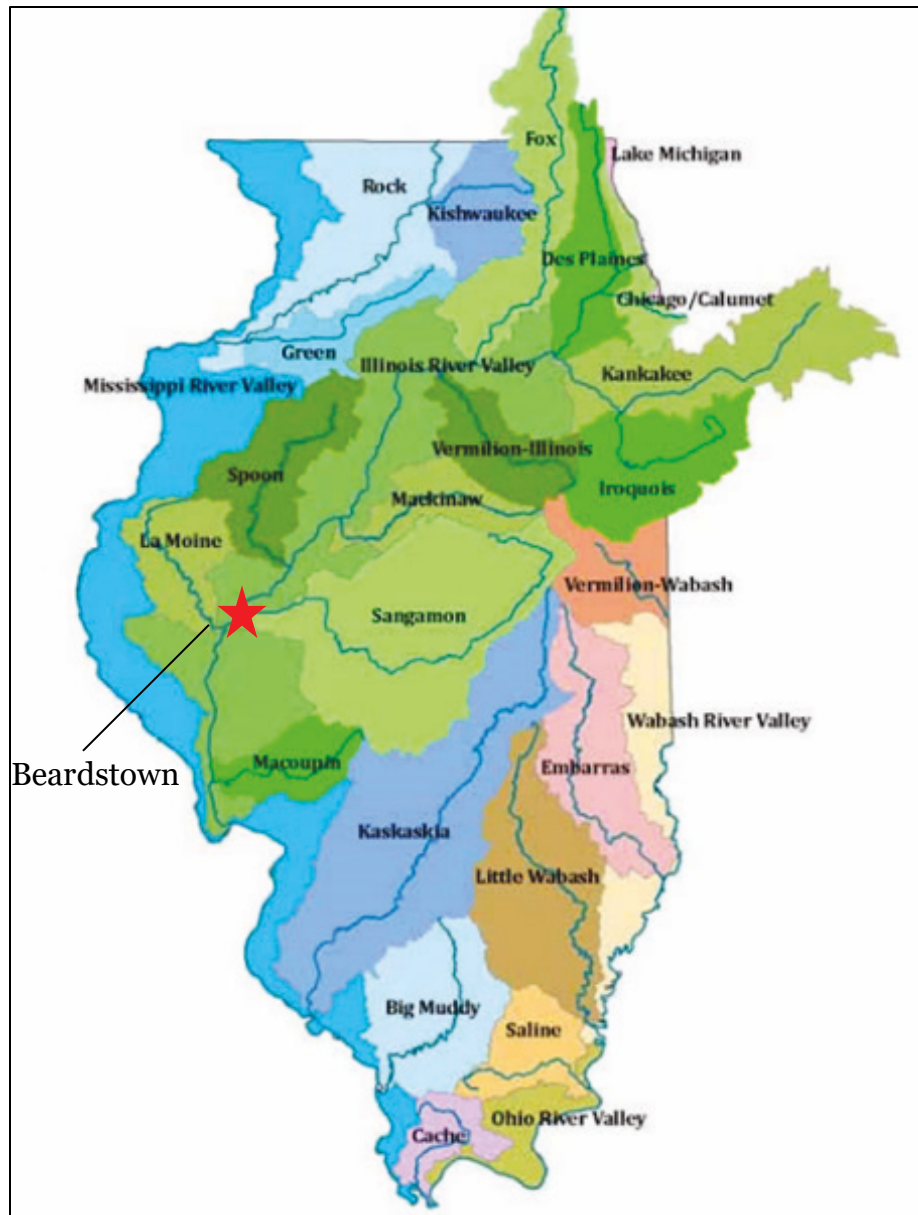 Fox
Lake Michigan
Rock
Kishwaukee
Des Plaines
Chicago/Calumet
Green
Illinois River Valley
Kankakee
Mississippi River Valley
Vermilion-Illinois
Spoon
Iroquois
Mackinaw
La Moine
Vermilion-Wabash
Sangamon
Wabash River Valley
Beardstown
Macoupin
Embarras
Kaskaskia
Little Wabash
Big Muddy
Saline
Ohio River Valley
Cache